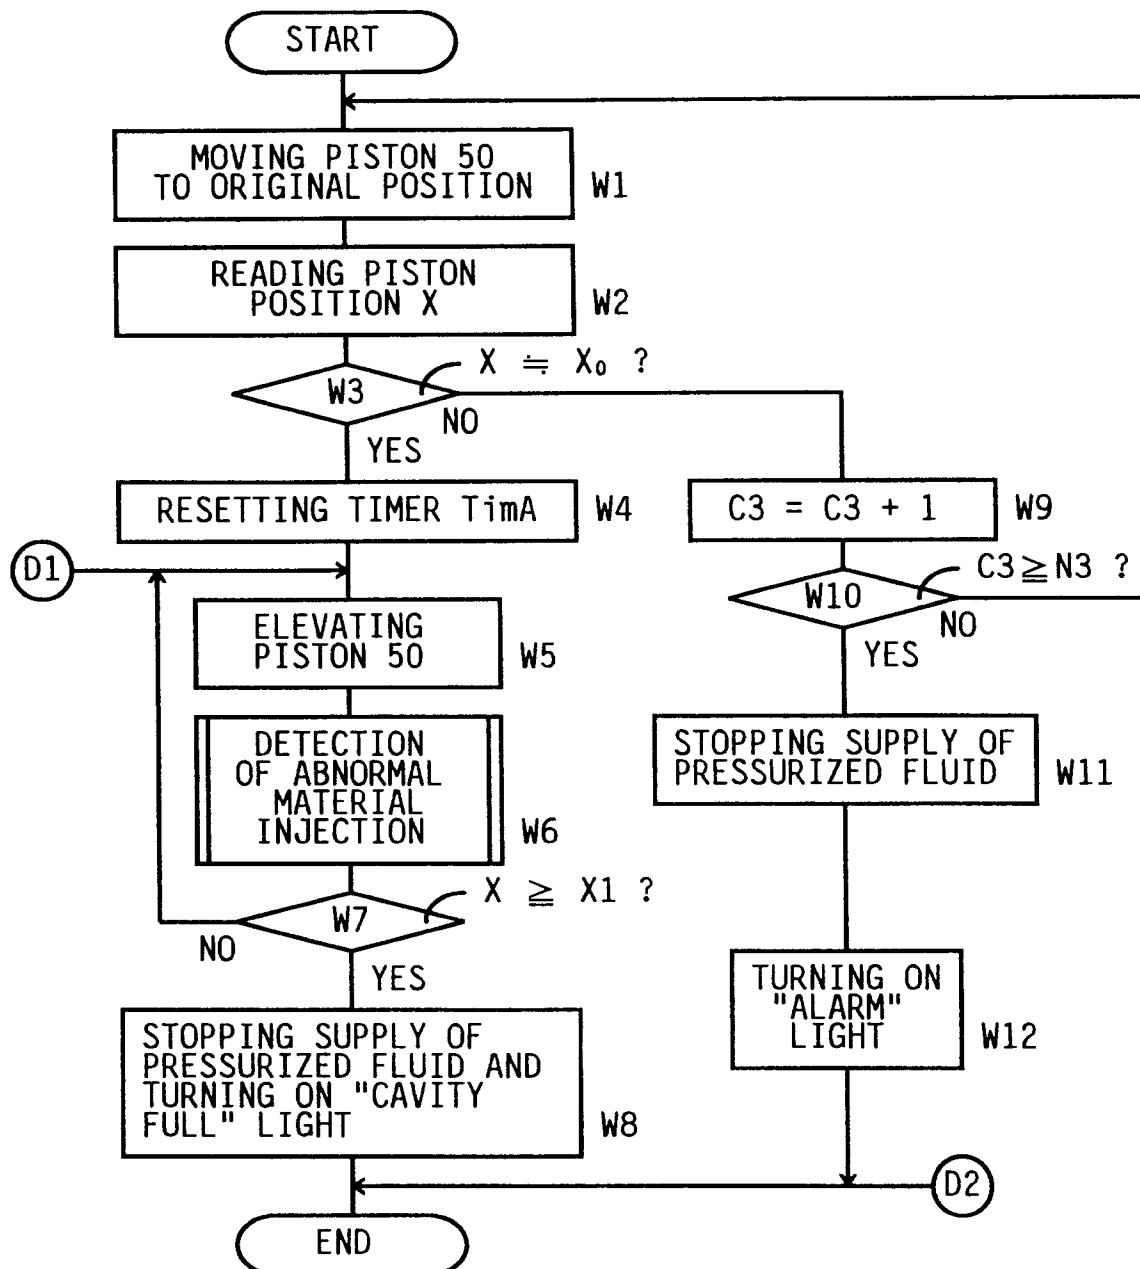 START
MOVING PISTON 50
TO ORIGINAL POSITION
W1
READING PISTON
POSITION X
W2
X ≒ X₀ ?
W3
NO
YES
RESETTING TIMER TimA
W4
C3 = C3 + 1
W9
D1
C3≧N3 ?
W10
NO
YES
ELEVATING
PISTON 50
W5
DETECTION
OF ABNORMAL
MATERIAL
INJECTION
W6
STOPPING SUPPLY OF
PRESSURIZED FLUID
W11
X ≧ X1 ?
W7
NO
YES
TURNING ON
"ALARM"
LIGHT
W12
STOPPING SUPPLY OF
PRESSURIZED FLUID AND
TURNING ON "CAVITY
FULL" LIGHT
W8
D2
END